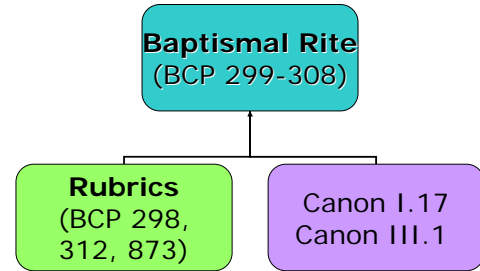 Baptismal Rite
(BCP 299-308)
Rubrics
(BCP 298,
312, 873)
Canon I.17
Canon III.1